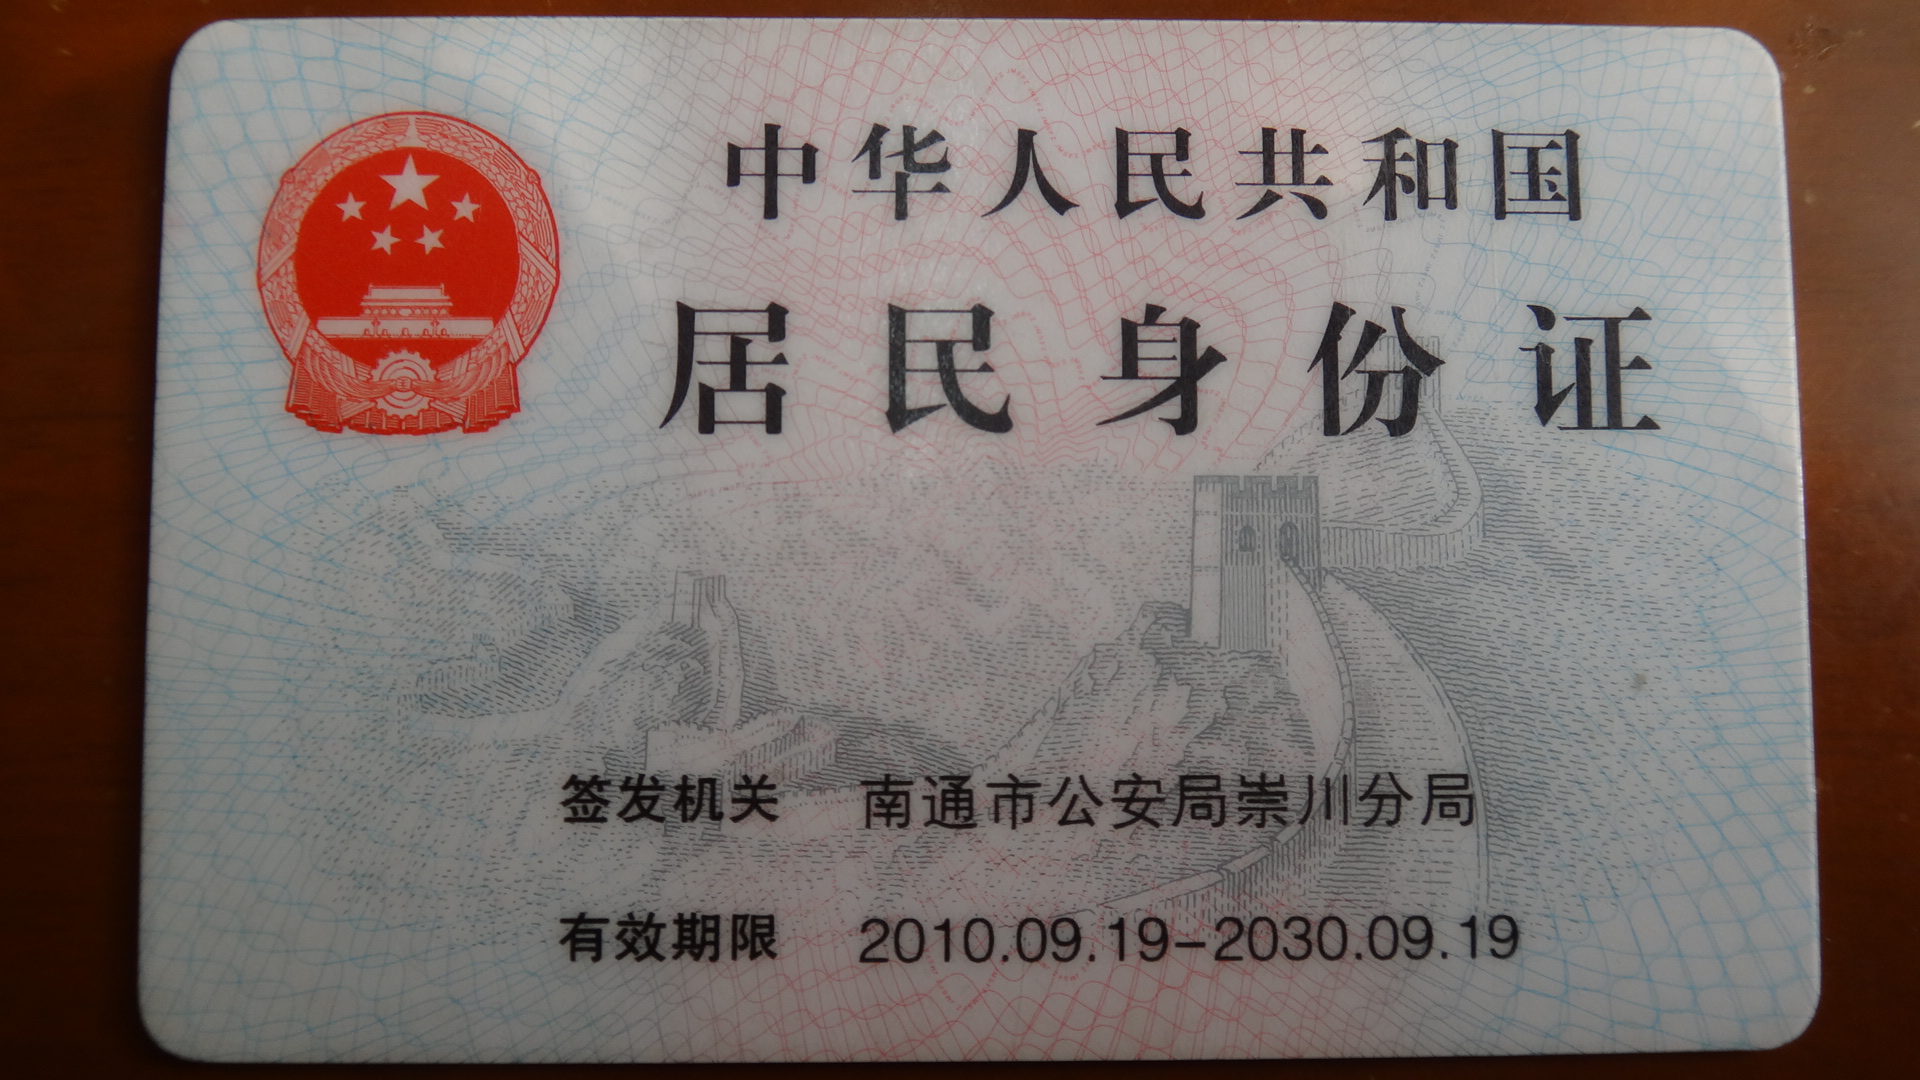 中华人民共和国
居民身份证
签发机关 南通市公安局崇川分局
有效期限 2010.09.19-2030.09.19